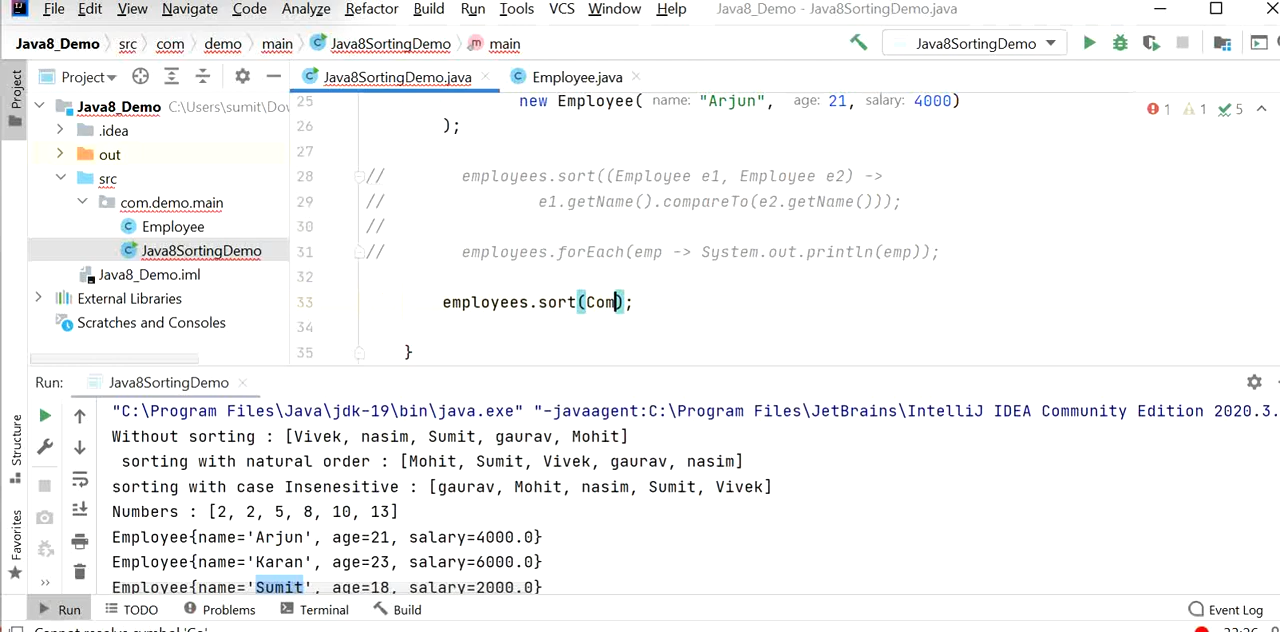 File Edit View Navigate Code Analyze Refactor Build Run Tools VCS Window Help Java8_Demo - Java8SortingDemo.java
Java8_Demo src com demo main Java8SortingDemo main Java8SortingDemo
Project Project Java8SortingDemo.java Employee.java
Java8_Demo C:\Users\sumit\Do
.idea
out
src
com.demo.main
Employee
Java8SortingDemo
Java8_Demo.iml
External Libraries
Scratches and Consoles
25 new Employee( name: "Arjun", age: 21, salary: 4000) 1 1 5
26 );
27
28 // employees.sort((Employee e1, Employee e2) ->
29 // e1.getName().compareTo(e2.getName()));
30 //
31 // employees.forEach(emp -> System.out.println(emp));
32
33 employees.sort(Com);
34
35 }
Run: Java8SortingDemo
Structure
Favorites
"C:\Program Files\Java\jdk-19\bin\java.exe" "-javaagent:C:\Program Files\JetBrains\IntelliJ IDEA Community Edition 2020.3.
Without sorting : [Vivek, nasim, Sumit, gaurav, Mohit]
sorting with natural order : [Mohit, Sumit, Vivek, gaurav, nasim]
sorting with case Insenesitive : [gaurav, Mohit, nasim, Sumit, Vivek]
Numbers : [2, 2, 5, 8, 10, 13]
Employee{name='Arjun', age=21, salary=4000.0}
Employee{name='Karan', age=23, salary=6000.0}
Employee{name='Sumit', age=18, salary=2000.0}
Run TODO Problems Terminal Build Event Log
Cannot resolve symbol 'Co'